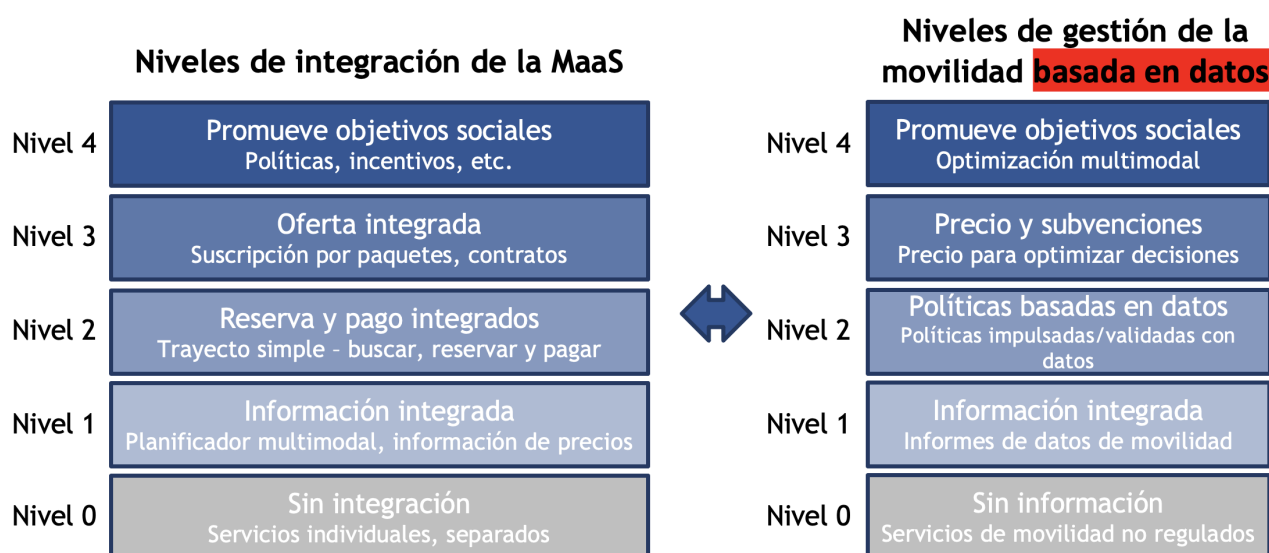 Niveles de integración de la MaaS
Nivel 4
Promueve objetivos sociales
Políticas, incentivos, etc.
Nivel 3
Oferta integrada
Suscripción por paquetes, contratos
Nivel 2
Reserva y pago integrados
Trayecto simple – buscar, reservar y pagar
Nivel 1
Información integrada
Planificador multimodal, información de precios
Nivel 0
Sin integración
Servicios individuales, separados
Niveles de gestión de la
movilidad basada en datos
Nivel 4
Promueve objetivos sociales
Optimización multimodal
Nivel 3
Precio y subvenciones
Precio para optimizar decisiones
Nivel 2
Políticas basadas en datos
Políticas impulsadas/validadas con
datos
Nivel 1
Información integrada
Informes de datos de movilidad
Nivel 0
Sin información
Servicios de movilidad no regulados